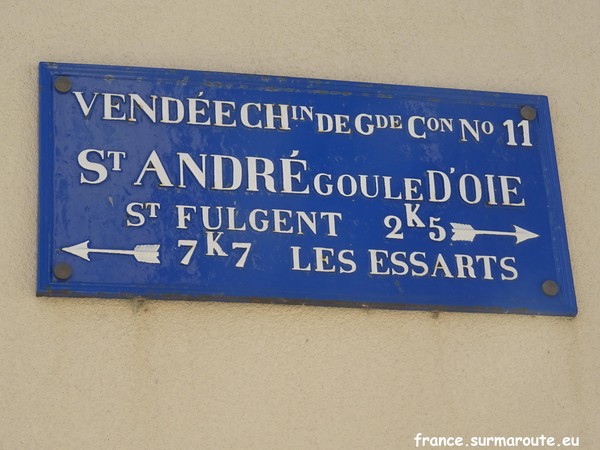 VENDÉE CHIN DE GDE CON NO 11
ST ANDRÉ GOULE D'OIE
ST FULGENT 2K5
7K7 LES ESSARTS
france.surmaroute.eu